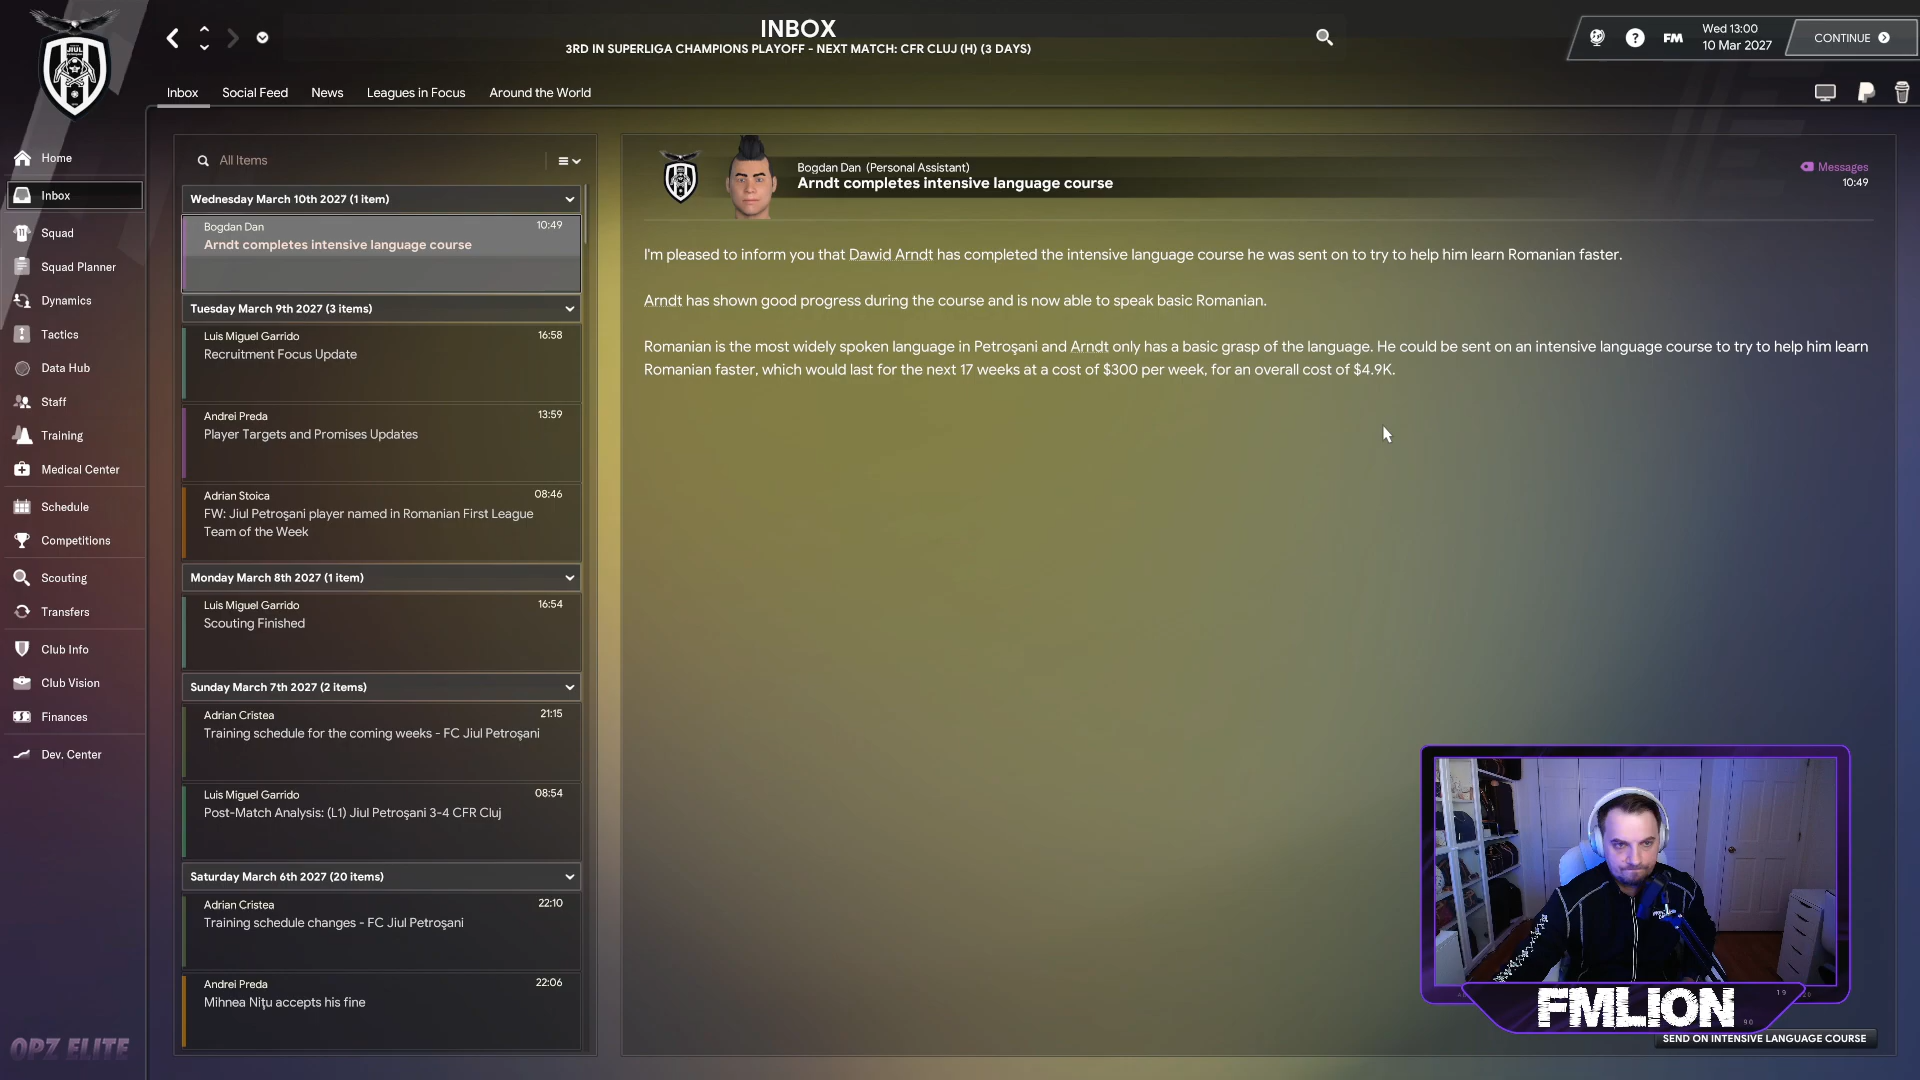 INBOX
3RD IN SUPERLIGA CHAMPIONS PLAYOFF - NEXT MATCH: CFR CLUJ (H) (3 DAYS)
FM
Wed 13:00
10 Mar 2027
CONTINUE
Inbox
Social Feed
News
Leagues in Focus
Around the World
Home
Inbox
Squad
Squad Planner
Dynamics
Tactics
Data Hub
Staff
Training
Medical Center
Schedule
Competitions
Scouting
Transfers
Club Info
Club Vision
Finances
Dev. Center
OPZ ELITE
All Items
Wednesday March 10th 2027 (1 item)
Bogdan Dan
10:49
Arndt completes intensive language course
Tuesday March 9th 2027 (3 items)
Luis Miguel Garrido
16:58
Recruitment Focus Update
Andrei Preda
13:59
Player Targets and Promises Updates
Adrian Stoica
08:46
FW: Jiul Petroşani player named in Romanian First League
Team of the Week
Monday March 8th 2027 (1 item)
Luis Miguel Garrido
16:54
Scouting Finished
Sunday March 7th 2027 (2 items)
Adrian Cristea
21:15
Training schedule for the coming weeks - FC Jiul Petroşani
Luis Miguel Garrido
08:54
Post-Match Analysis: (L1) Jiul Petroşani 3-4 CFR Cluj
Saturday March 6th 2027 (20 items)
Adrian Cristea
22:10
Training schedule changes - FC Jiul Petroşani
Andrei Preda
22:06
Mihnea Niţu accepts his fine
Bogdan Dan (Personal Assistant)
Arndt completes intensive language course
Messages
10:49
I'm pleased to inform you that Dawid Arndt has completed the intensive language course he was sent on to try to help him learn Romanian faster.
Arndt has shown good progress during the course and is now able to speak basic Romanian.
Romanian is the most widely spoken language in Petroşani and Arndt only has a basic grasp of the language. He could be sent on an intensive language course to try to help him learn
Romanian faster, which would last for the next 17 weeks at a cost of $300 per week, for an overall cost of $4.9K.
FMLION
19
90
SEND ON INTENSIVE LANGUAGE COURSE